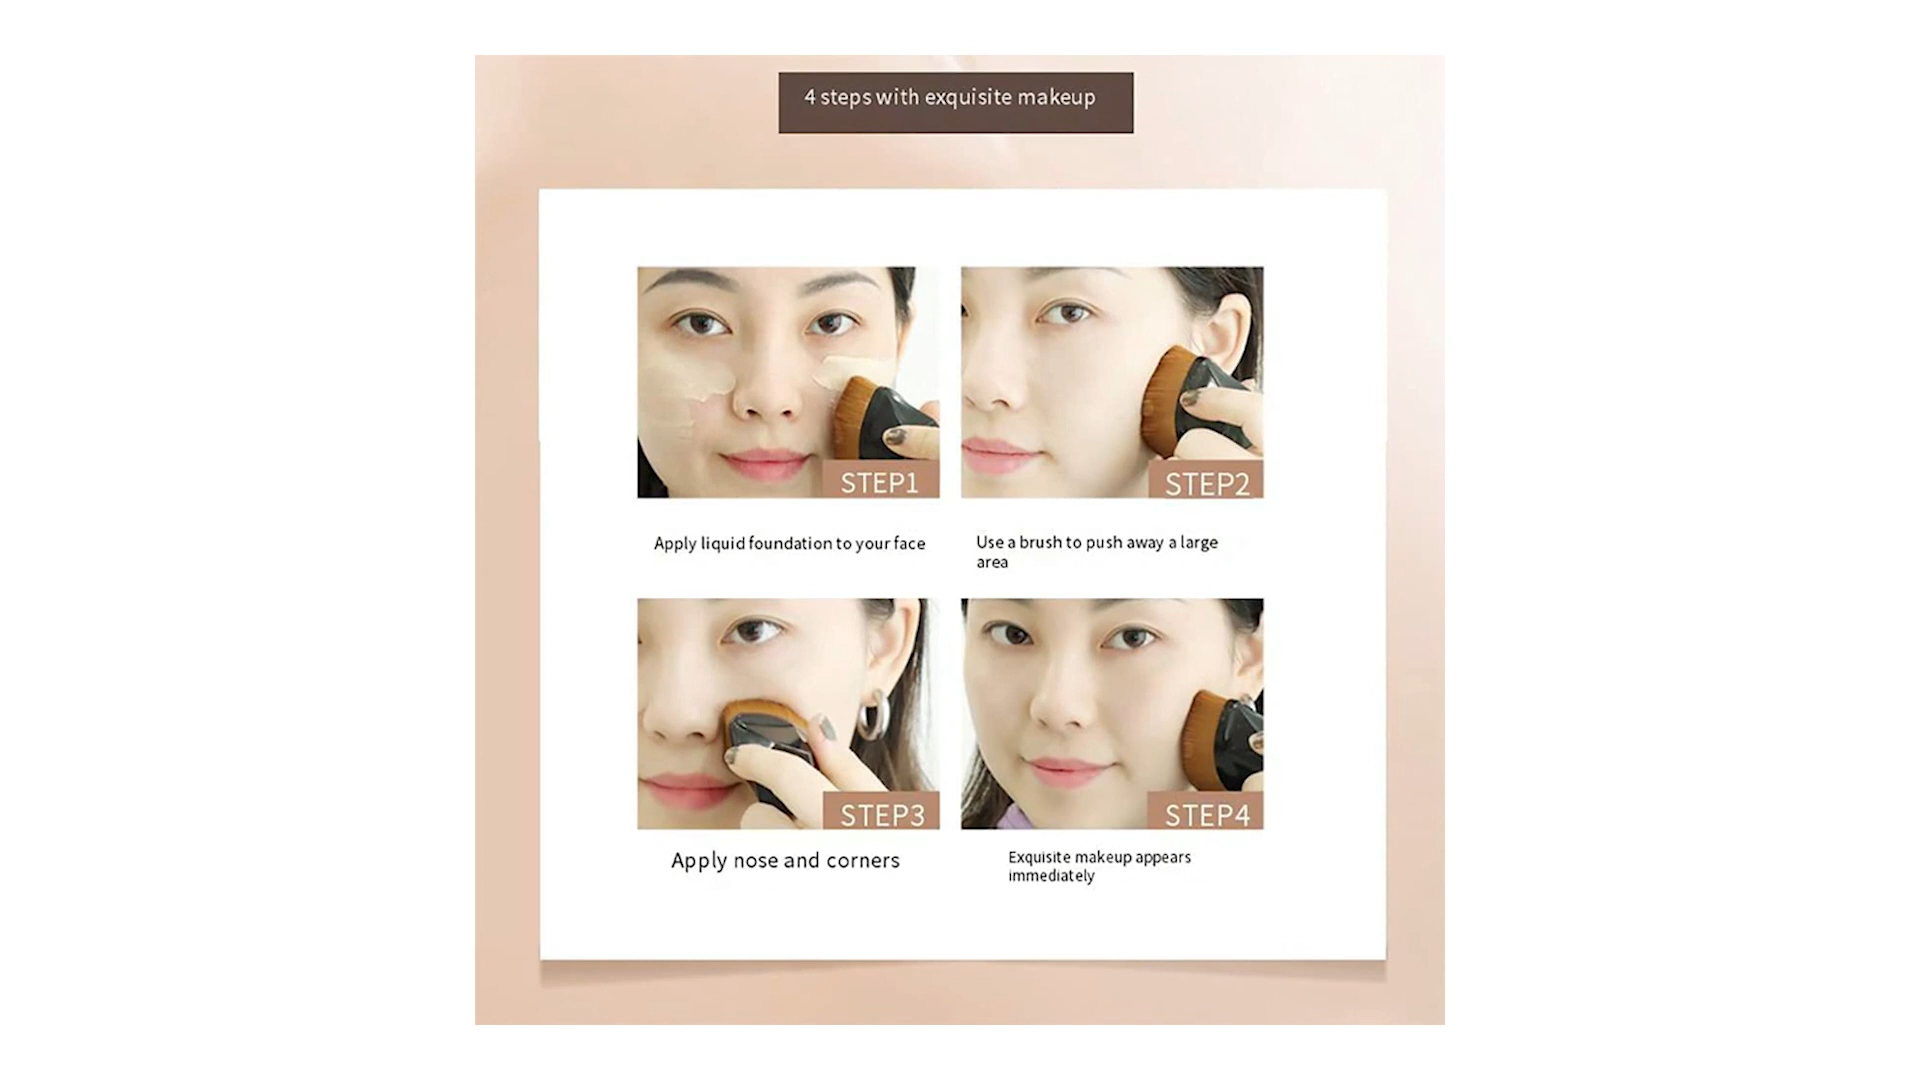 4 steps with exquisite makeup
STEP1
STEP2
Apply liquid foundation to your face
Use a brush to push away a large
area
STEP3
STEP4
Apply nose and corners
Exquisite makeup appears
immediately